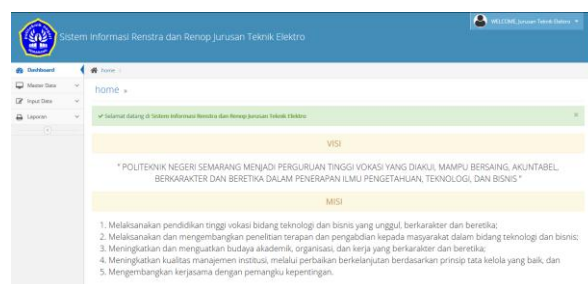 Sistem Informasi Renstra dan Renop Jurusan Teknik Elektro
WELCOME, Jurusan Teknik Elektro
Dashboard
home
Master Data
Input Data
Laporan
home »
Selamat datang di Sistem Informasi Renstra dan Renop Jurusan Teknik Elektro
VISI
" POLITEKNIK NEGERI SEMARANG MENJADI PERGURUAN TINGGI VOKASI YANG DIAKUI, MAMPU BERSAING, AKUNTABEL,
BERKARAKTER DAN BERETIKA DALAM PENERAPAN ILMU PENGETAHUAN, TEKNOLOGI, DAN BISNIS "
MISI
1. Melaksanakan pendidikan tinggi vokasi bidang teknologi dan bisnis yang unggul, berkarakter dan beretika;
2. Melaksanakan dan mengembangkan penelitian terapan dan pengabdian kepada masyarakat dalam bidang teknologi dan bisnis;
3. Meningkatkan dan menguatkan budaya akademik, organisasi, dan kerja yang berkarakter dan beretika;
4. Meningkatkan kualitas manajemen institusi, melalui perbaikan berkelanjutan berdasarkan prinsip tata kelola yang baik, dan
5. Mengembangkan kerjasama dengan pemangku kepentingan.